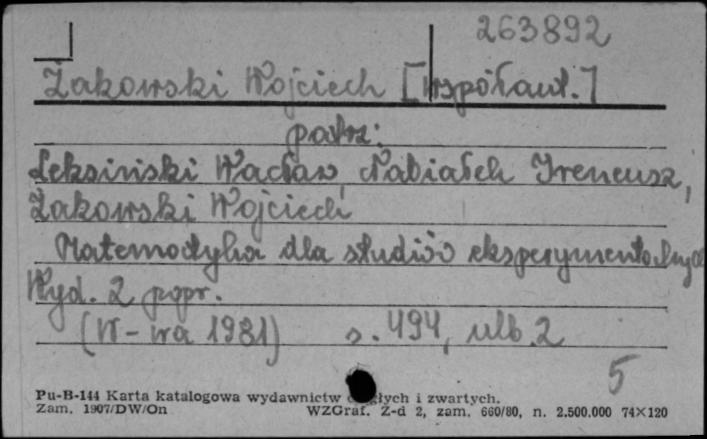 263892
Żakowski Wojciech [współaut.]
patrz:
Leksiński Wacław, Nabiałek Ireneusz,
Żakowski Wojciech
Matematyka dla studiów eksperymentalnych
Wyd. 2 popr.
(W-wa 1981) s. 494, nlb. 2
5
Pu-B-144 Karta katalogowa wydawnictw ciągłych i zwartych.
Zam. 1907/DW/On WZGraf. Z-d 2, zam. 660/80, n. 2.500.000 74×120